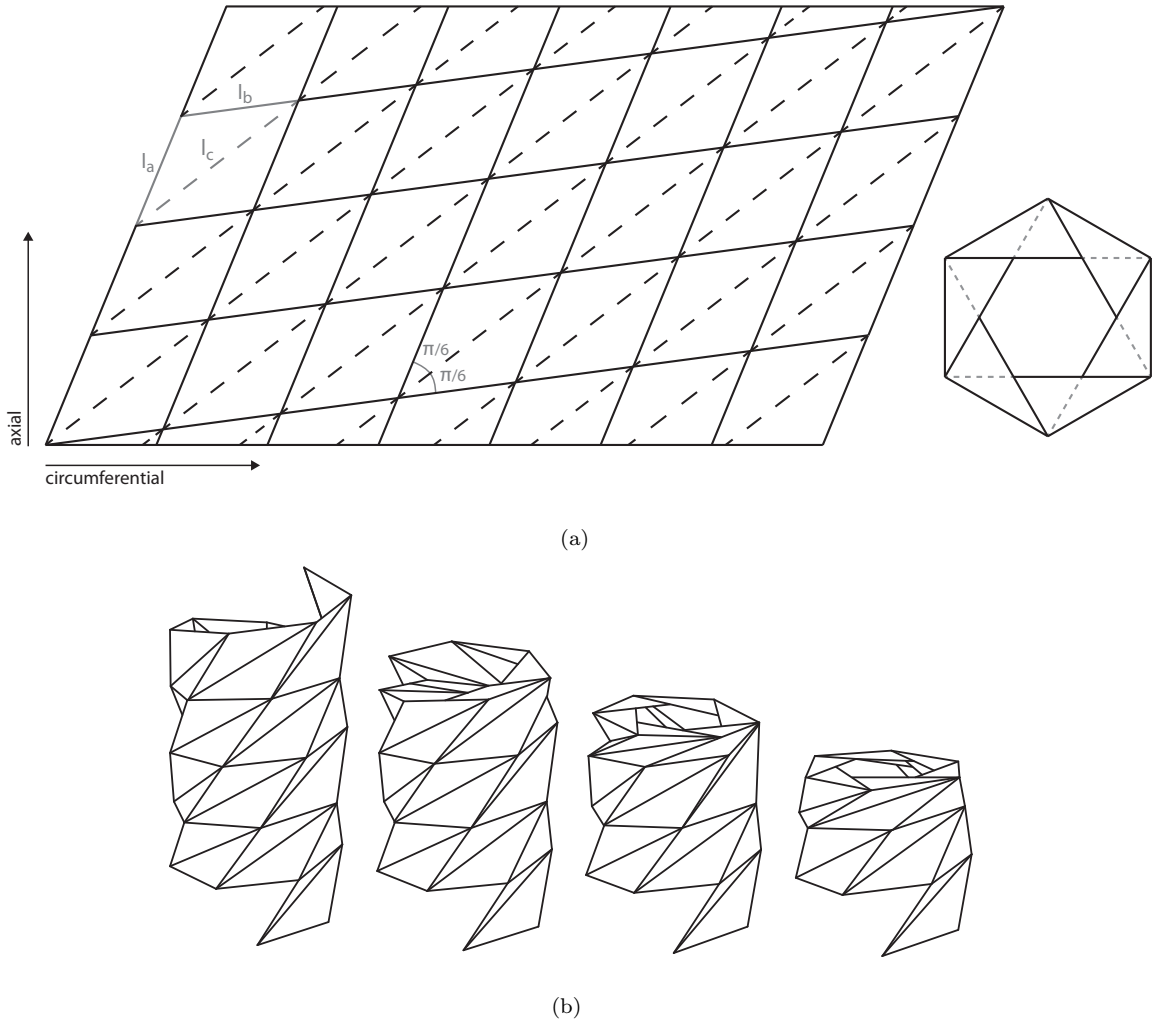 l_b
l_c
l_a
π/6
π/6
axial
circumferential
(a)
(b)